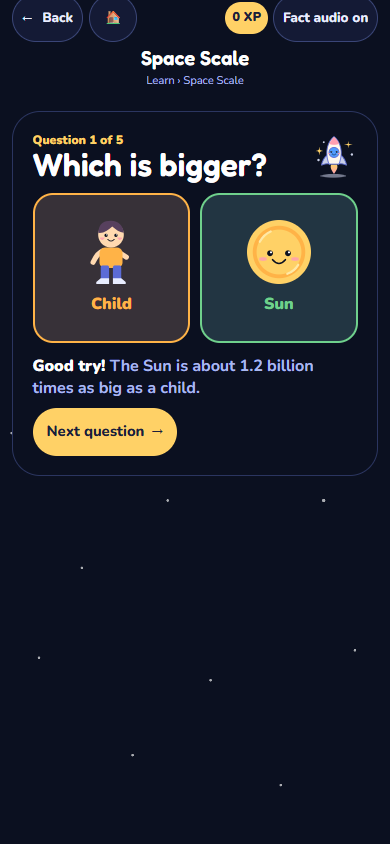 ← Back
0 XP
Fact audio on
Space Scale
Learn › Space Scale
Question 1 of 5
Which is bigger?
Child
Sun
Good try! The Sun is about 1.2 billion
times as big as a child.
Next question →